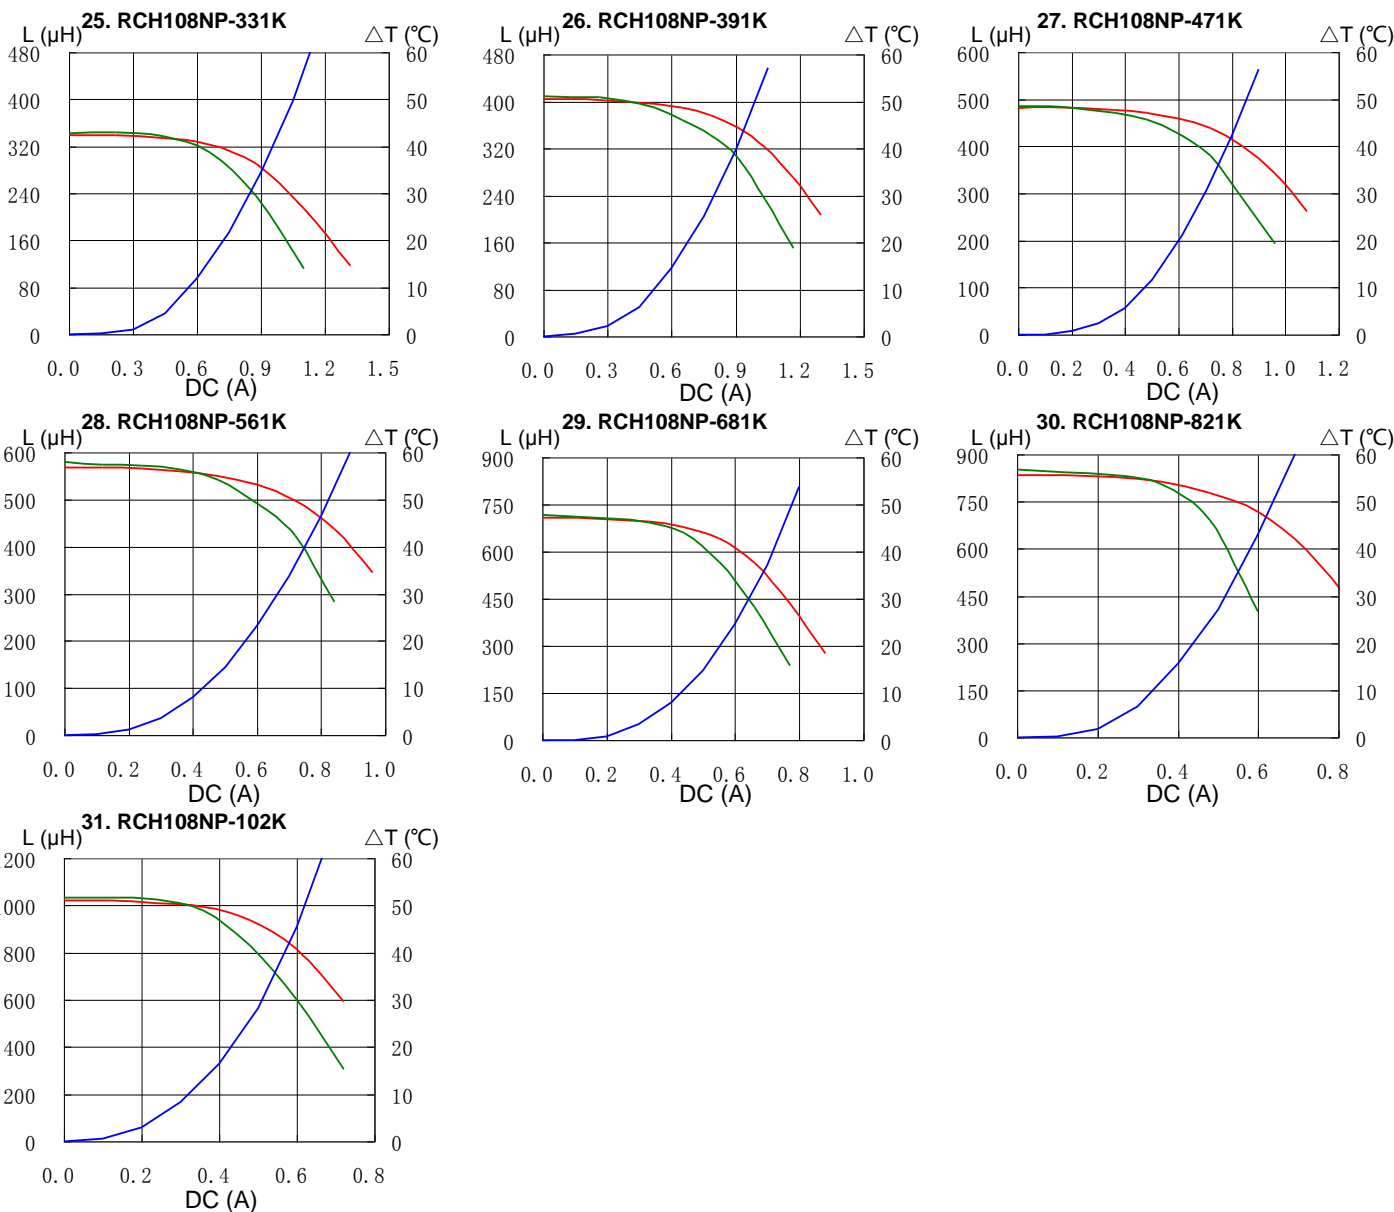 25. RCH108NP-331K
L (μH) △T (℃)
480 60
400 50
320 40
240 30
160 20
80 10
0 0
0.0 0.3 0.6 0.9 1.2 1.5
DC (A)
26. RCH108NP-391K
L (μH) △T (℃)
480 60
400 50
320 40
240 30
160 20
80 10
0 0
0.0 0.3 0.6 0.9 1.2 1.5
DC (A)
27. RCH108NP-471K
L (μH) △T (℃)
600 60
500 50
400 40
300 30
200 20
100 10
0 0
0.0 0.2 0.4 0.6 0.8 1.0 1.2
DC (A)
28. RCH108NP-561K
L (μH) △T (℃)
600 60
500 50
400 40
300 30
200 20
100 10
0 0
0.0 0.2 0.4 0.6 0.8 1.0
DC (A)
29. RCH108NP-681K
L (μH) △T (℃)
900 60
750 50
600 40
450 30
300 20
150 10
0 0
0.0 0.2 0.4 0.6 0.8 1.0
DC (A)
30. RCH108NP-821K
L (μH) △T (℃)
900 60
750 50
600 40
450 30
300 20
150 10
0 0
0.0 0.2 0.4 0.6 0.8
DC (A)
31. RCH108NP-102K
L (μH) △T (℃)
1200 60
1000 50
800 40
600 30
400 20
200 10
0 0
0.0 0.2 0.4 0.6 0.8
DC (A)